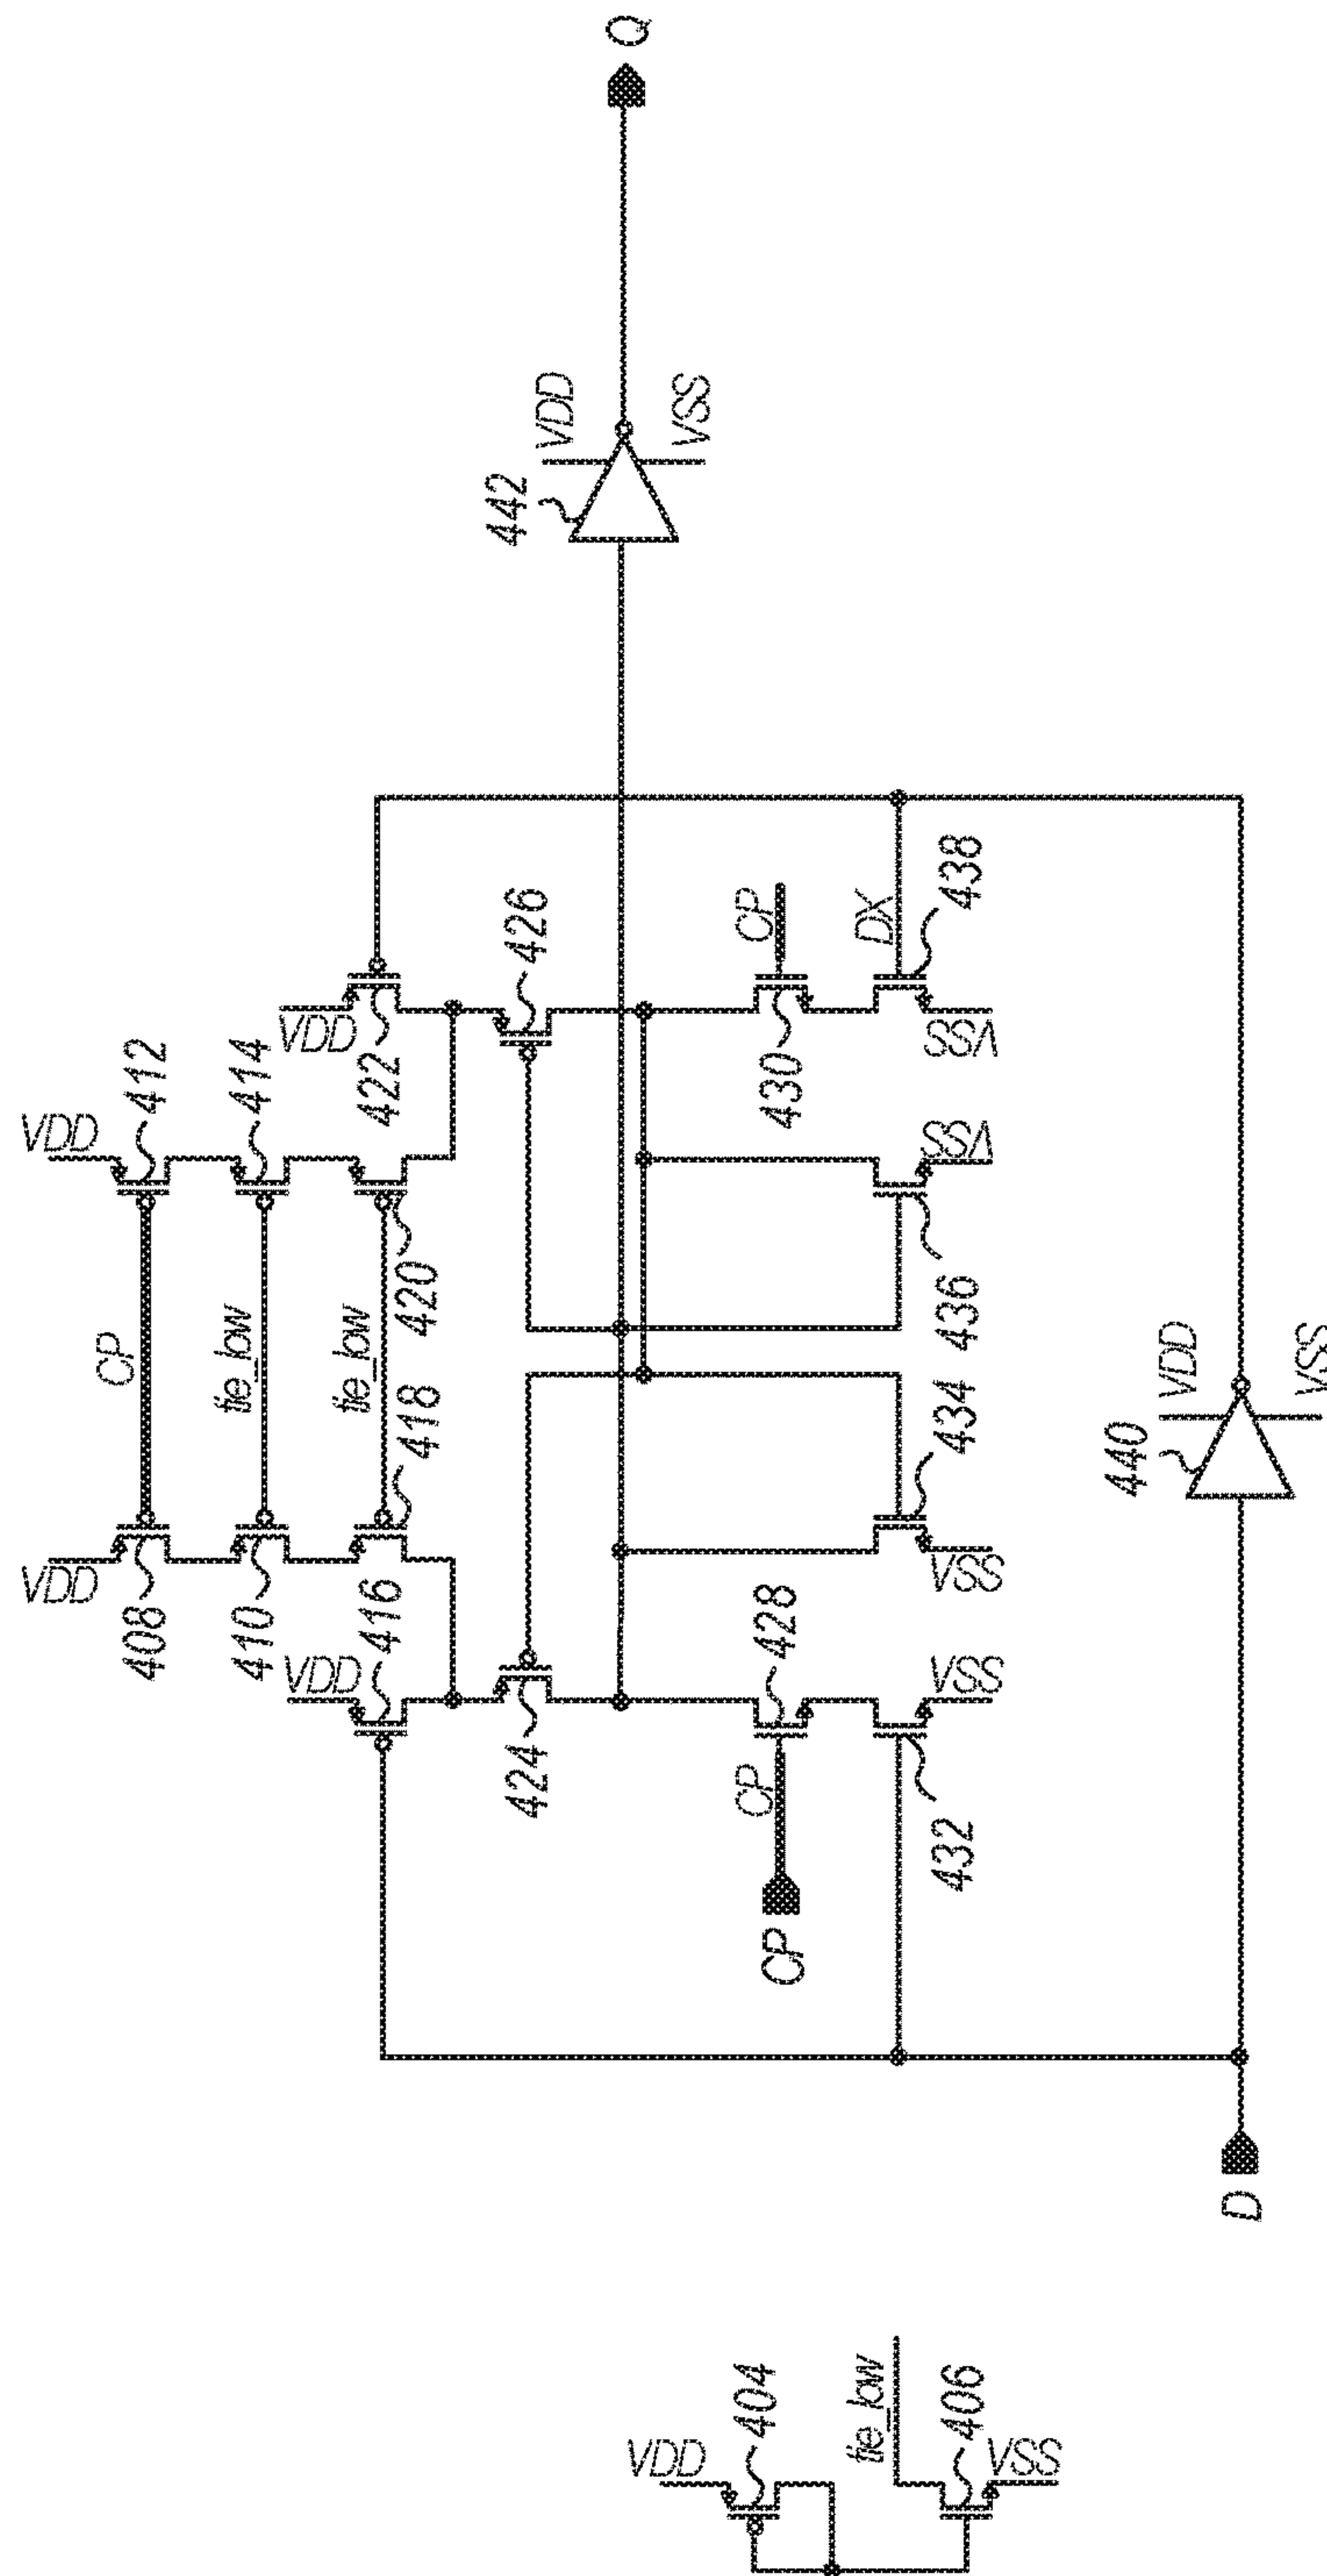 VDD
VDD
CP
408
412
410
tie_low
414
VDD
VDD
416
tie_low
422
418
420
424
426
442
VDD
Q
VDD
VSS
404
CP
428
430
CP
CP
tie_low
DX
406
432
434
436
438
VSS
VSS
VSS
VSS
VSS
440
VDD
D
VSS